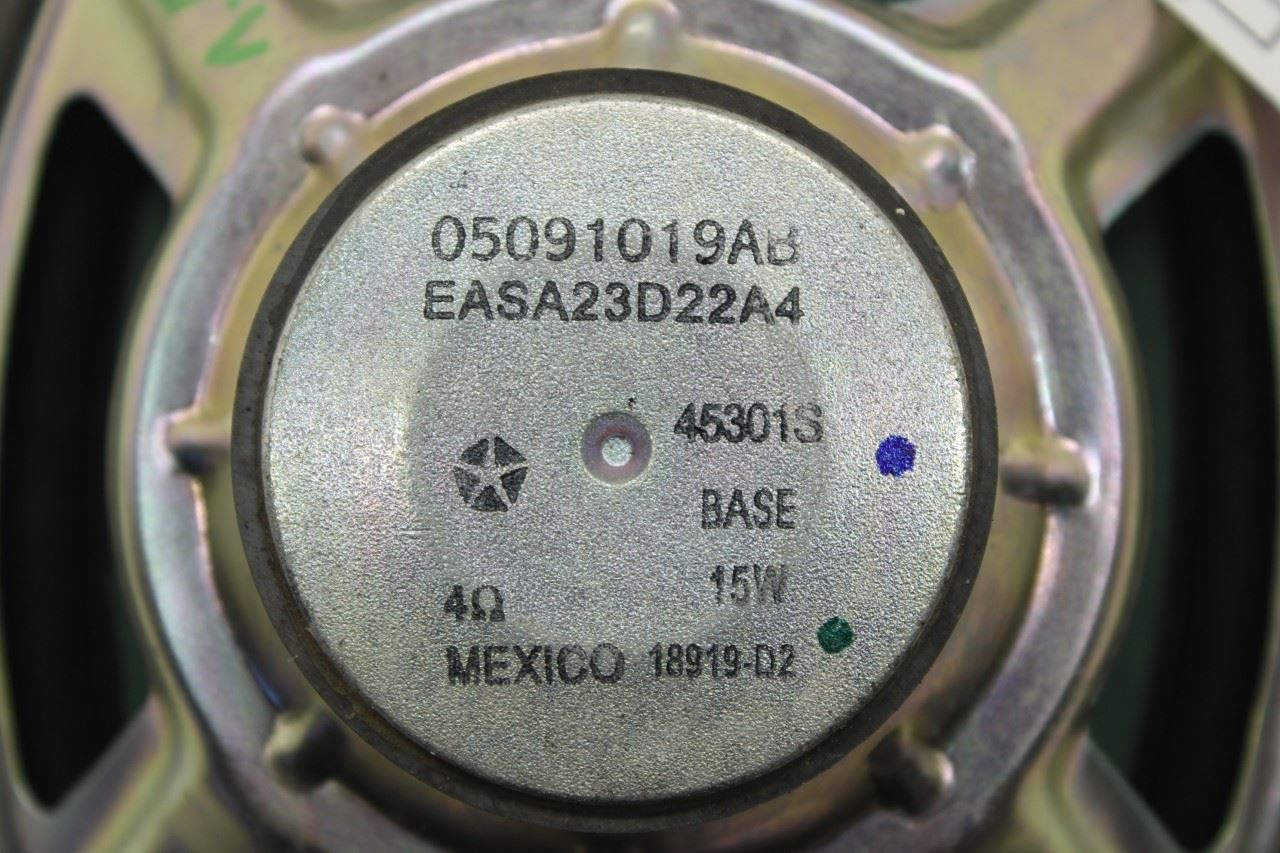 05091019AB
EASA23D22A4
45301S
BASE
15W
4Ω
MEXICO 18919-D2